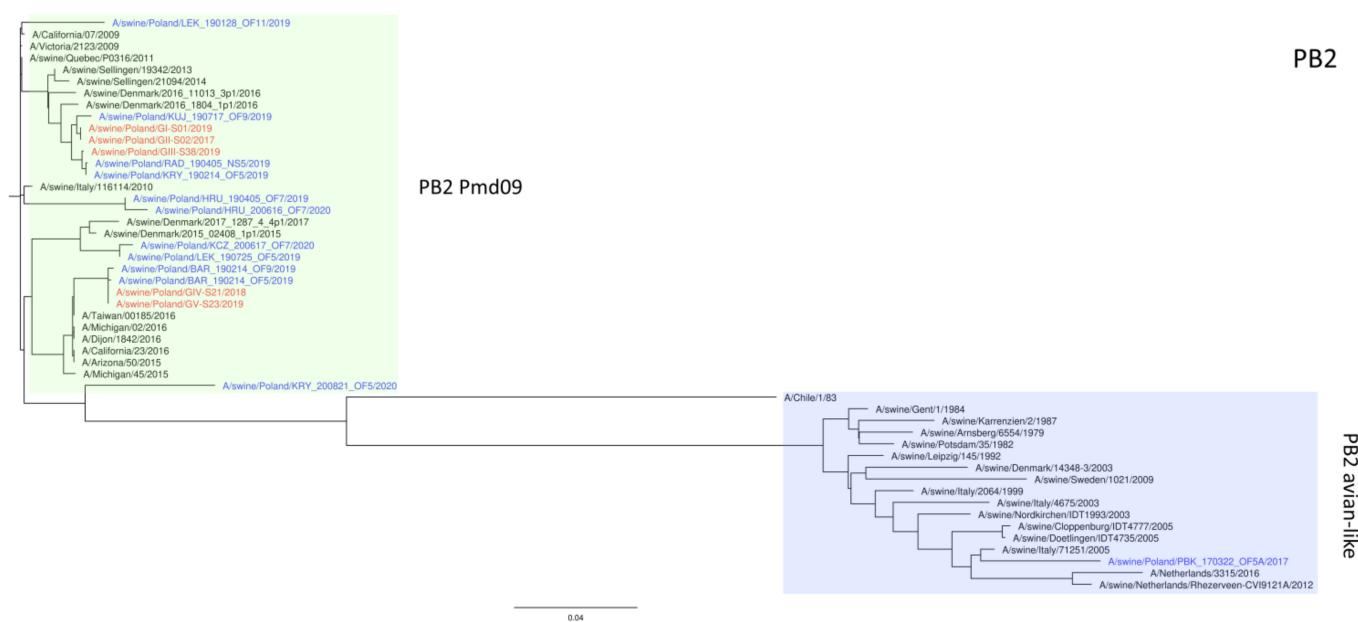 A/swine/Poland/LEK_190128_OF11/2019
A/California/07/2009
A/Victoria/2123/2009
A/swine/Quebec/P0316/2011
PB2
A/swine/Sellingen/19342/2013
A/swine/Sellingen/21094/2014
A/swine/Denmark/2016_11013_3p1/2016
A/swine/Denmark/2016_1804_1p1/2016
A/swine/Poland/KUJ_190717_OF9/2019
A/swine/Poland/GI-S01/2019
A/swine/Poland/GII-S02/2017
A/swine/Poland/GIII-S38/2019
A/swine/Poland/RAD_190405_NS5/2019
A/swine/Poland/KRY_190214_OF5/2019
A/swine/Italy/116114/2010
PB2 Pmd09
A/swine/Poland/HRU_190405_OF7/2019
A/swine/Poland/HRU_200616_OF7/2020
A/swine/Denmark/2017_1287_4_4p1/2017
A/swine/Denmark/2015_02408_1p1/2015
A/swine/Poland/KCZ_200617_OF7/2020
A/swine/Poland/LEK_190725_OF5/2019
A/swine/Poland/BAR_190214_OF9/2019
A/swine/Poland/BAR_190214_OF5/2019
A/swine/Poland/GIV-S21/2018
A/swine/Poland/GV-S23/2019
A/Taiwan/00185/2016
A/Michigan/02/2016
A/Dijon/1842/2016
A/California/23/2016
A/Arizona/50/2015
A/Michigan/45/2015
A/swine/Poland/KRY_200821_OF5/2020
A/Chile/1/83
A/swine/Gent/1/1984
A/swine/Karrenzien/2/1987
A/swine/Arnsberg/6554/1979
A/swine/Potsdam/35/1982
A/swine/Leipzig/145/1992
A/swine/Denmark/14348-3/2003
A/swine/Sweden/1021/2009
A/swine/Italy/2064/1999
A/swine/Italy/4675/2003
A/swine/Nordkirchen/IDT1993/2003
A/swine/Cloppenburg/IDT4777/2005
A/swine/Doetlingen/IDT4735/2005
A/swine/Italy/71251/2005
A/swine/Poland/PBK_170322_OF5A/2017
A/Netherlands/3315/2016
A/swine/Netherlands/Rhezerveen-CVI9121A/2012
PB2 avian-like
0.04